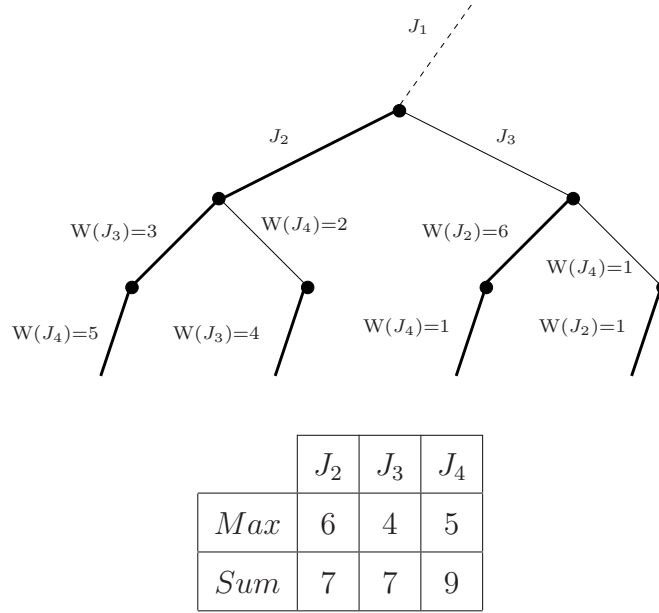 J₁
J₂ J₃
W(J₃)=3 W(J₄)=2 W(J₂)=6 W(J₄)=1
W(J₄)=5 W(J₃)=4 W(J₄)=1 W(J₂)=1
J₂ J₃ J₄
Max 6 4 5
Sum 7 7 9